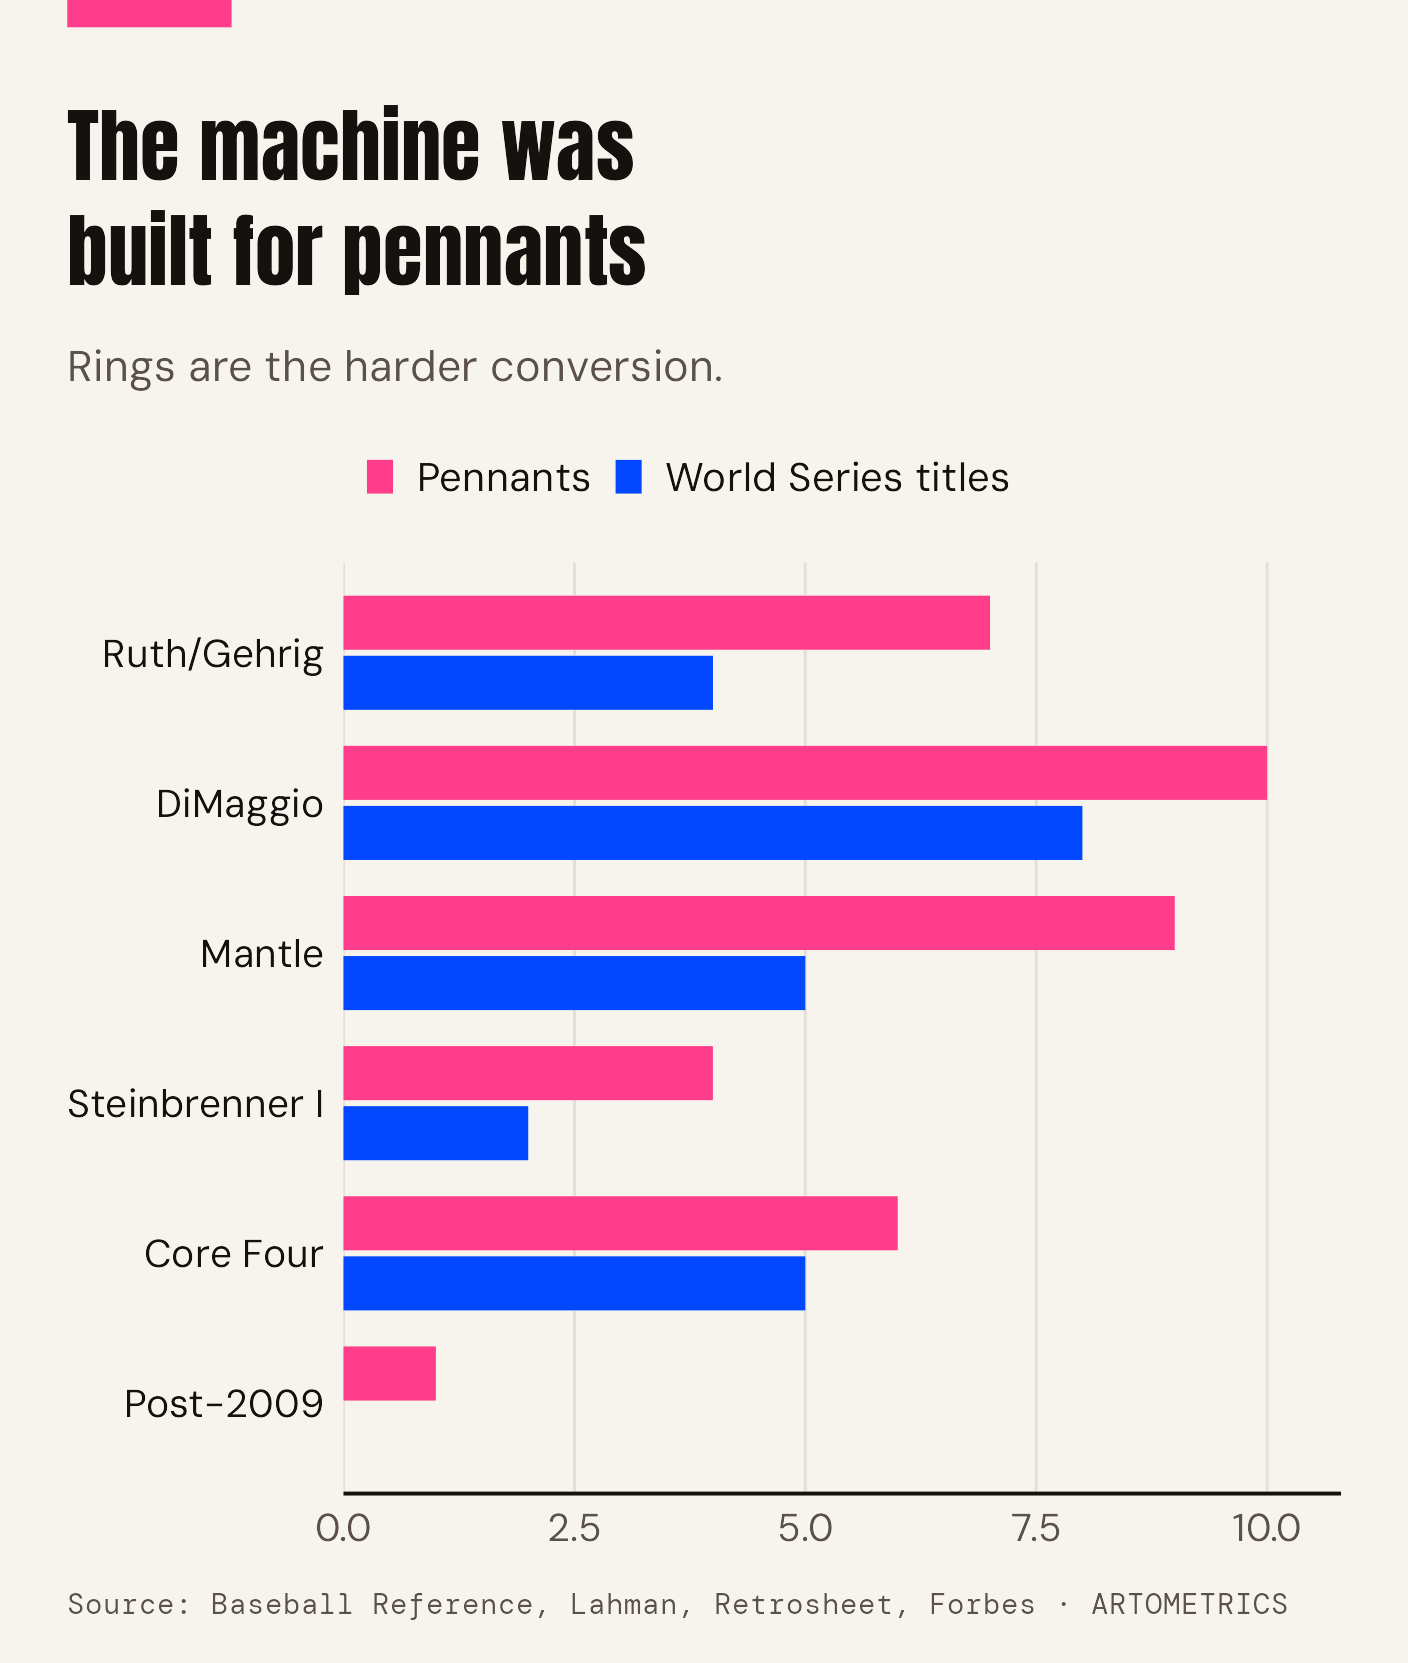 The machine was
built for pennants
Rings are the harder conversion.
Pennants World Series titles
Ruth/Gehrig
DiMaggio
Mantle
Steinbrenner I
Core Four
Post-2009
0.0 2.5 5.0 7.5 10.0
Source: Baseball Reference, Lahman, Retrosheet, Forbes · ARTOMETRICS